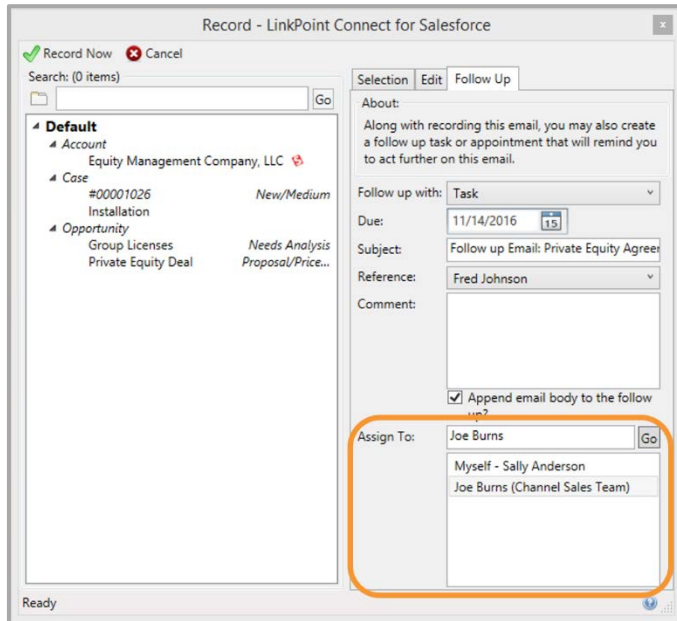 Record - LinkPoint Connect for Salesforce
x
Record Now Cancel
Search: (0 items)
Go
Default
Account
Equity Management Company, LLC
Case
#00001026 New/Medium
Installation
Opportunity
Group Licenses Needs Analysis
Private Equity Deal Proposal/Price...
Selection Edit Follow Up
About:
Along with recording this email, you may also create
a follow up task or appointment that will remind you
to act further on this email.
Follow up with: Task
Due: 11/14/2016 15
Subject: Follow up Email: Private Equity Agreer
Reference: Fred Johnson
Comment:
Append email body to the follow
up?
Assign To: Joe Burns Go
Myself - Sally Anderson
Joe Burns (Channel Sales Team)
Ready